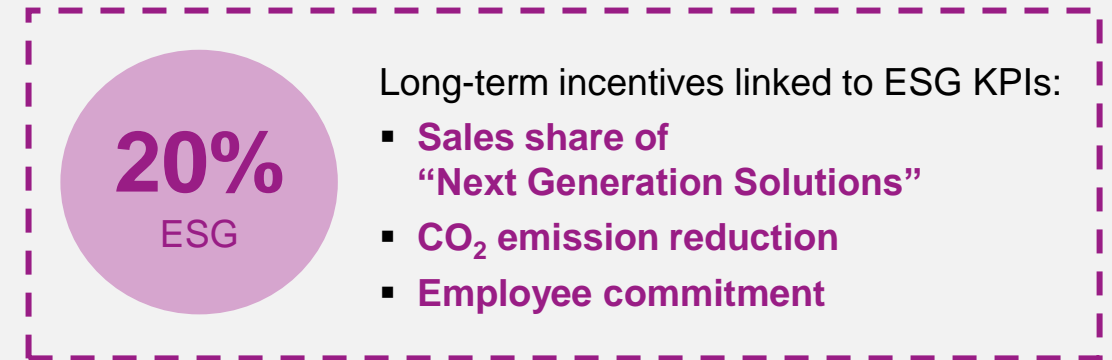 20%
ESG
Long-term incentives linked to ESG KPIs:
▪ Sales share of
“Next Generation Solutions”
▪ CO₂ emission reduction
▪ Employee commitment